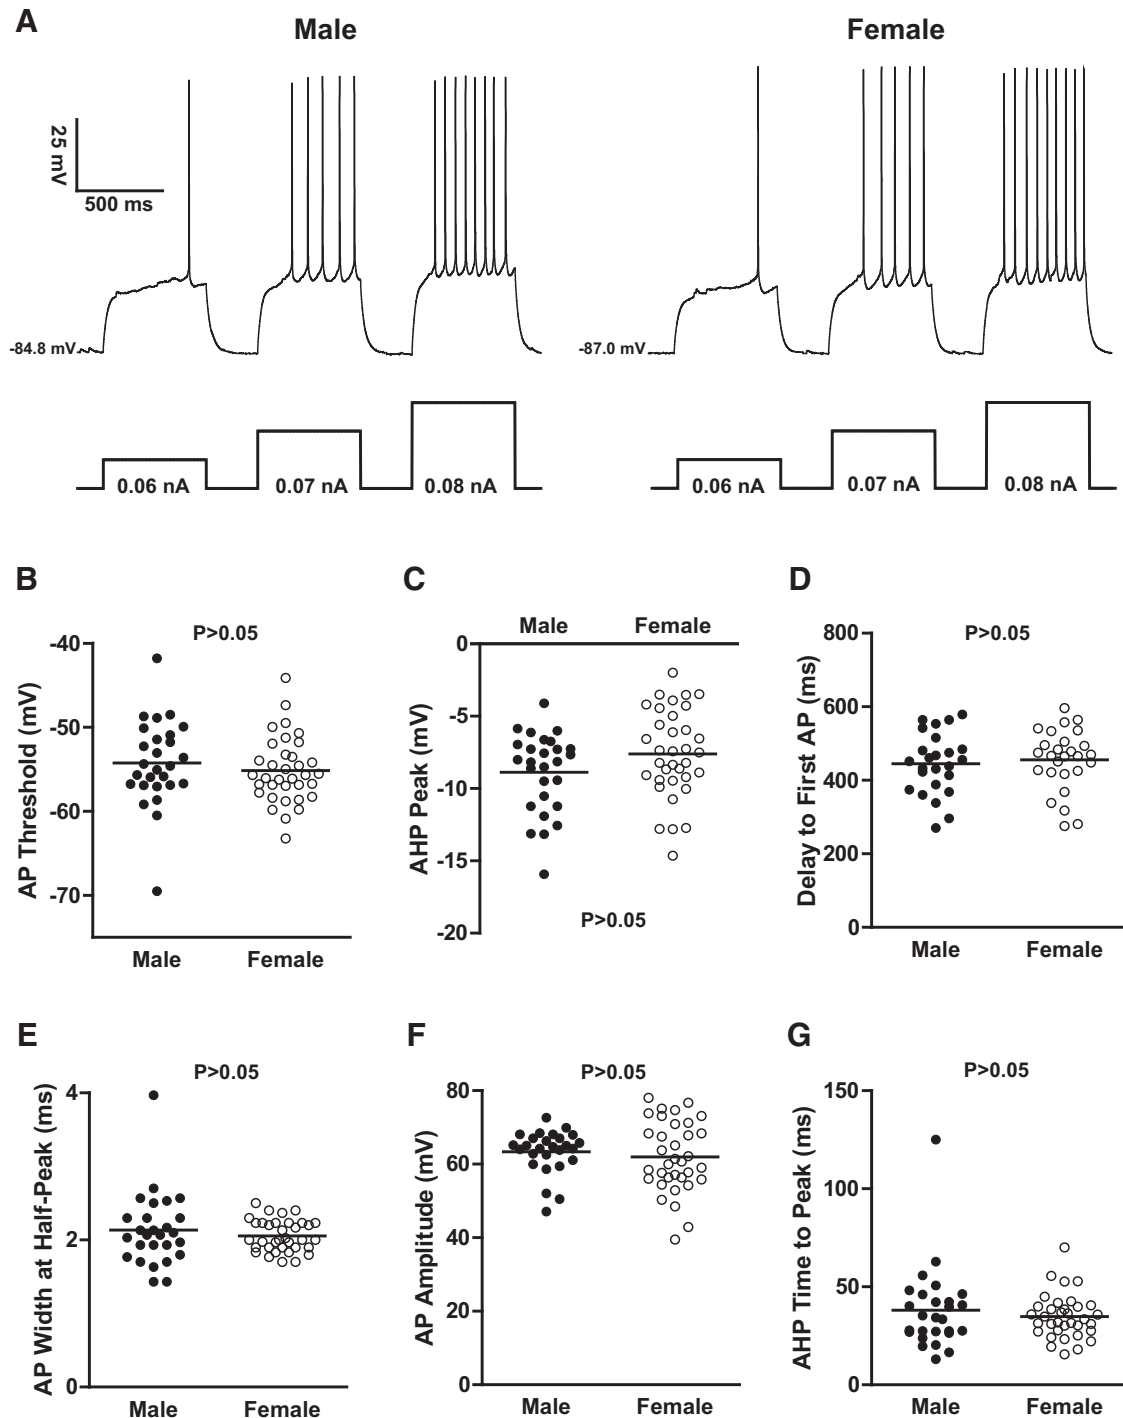 A
Male
Female
25 mV
500 ms
-84.8 mV
-87.0 mV
0.06 nA
0.07 nA
0.08 nA
0.06 nA
0.07 nA
0.08 nA
B
P>0.05
AP Threshold (mV)
-40
-50
-60
-70
Male
Female
C
Male
Female
AHP Peak (mV)
0
-5
-10
-15
-20
P>0.05
D
P>0.05
Delay to First AP (ms)
800
600
400
200
0
Male
Female
E
P>0.05
AP Width at Half-Peak (ms)
4
2
0
Male
Female
F
P>0.05
AP Amplitude (mV)
80
60
40
20
0
Male
Female
G
P>0.05
AHP Time to Peak (ms)
150
100
50
0
Male
Female